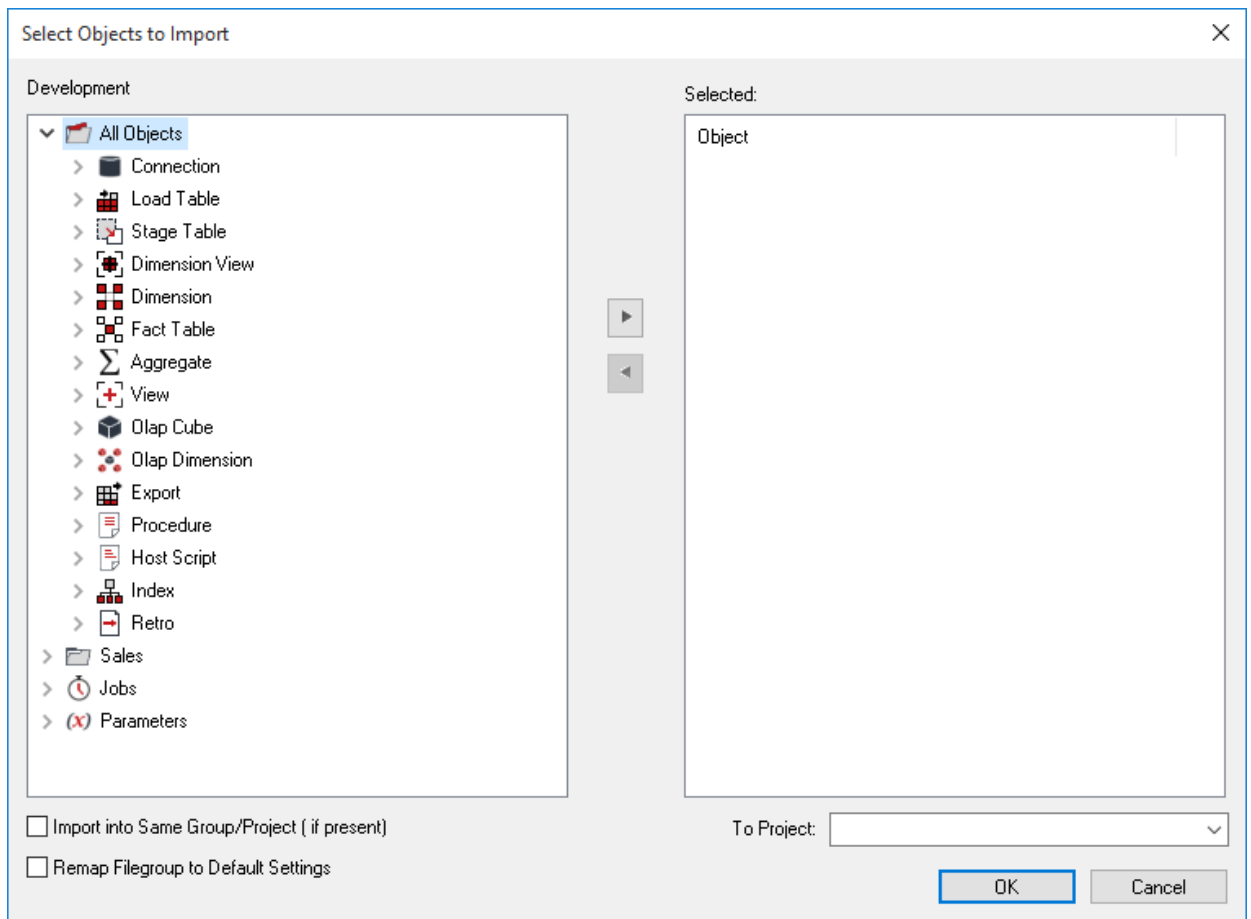 Select Objects to Import
Development
Selected:
All Objects
Connection
Load Table
Stage Table
Dimension View
Dimension
Fact Table
Aggregate
View
Olap Cube
Olap Dimension
Export
Procedure
Host Script
Index
Retro
Sales
Jobs
(x) Parameters
Object
Import into Same Group/Project ( if present)
Remap Filegroup to Default Settings
To Project:
OK
Cancel